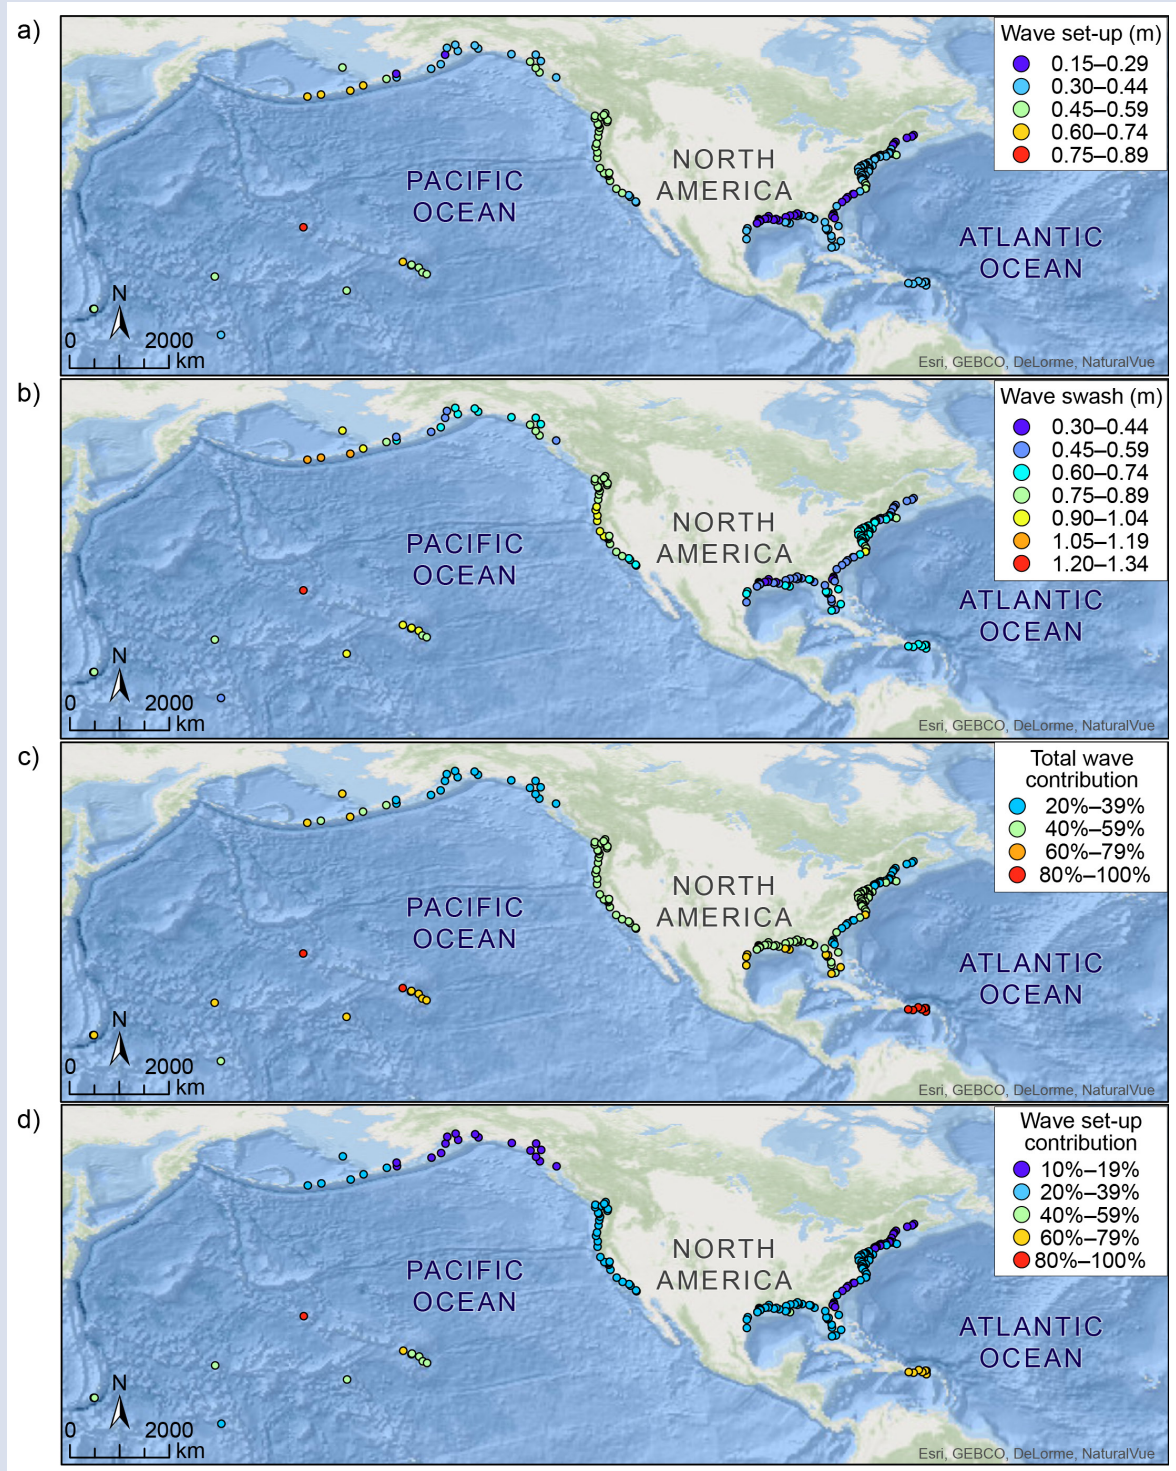 a)
Wave set-up (m)
0.15–0.29
0.30–0.44
0.45–0.59
0.60–0.74
0.75–0.89
NORTH
AMERICA
PACIFIC
OCEAN
ATLANTIC
OCEAN
N
0 2000
km
Esri, GEBCO, DeLorme, NaturalVue
b)
Wave swash (m)
0.30–0.44
0.45–0.59
0.60–0.74
0.75–0.89
0.90–1.04
1.05–1.19
1.20–1.34
NORTH
AMERICA
PACIFIC
OCEAN
ATLANTIC
OCEAN
N
0 2000
km
Esri, GEBCO, DeLorme, NaturalVue
c)
Total wave
contribution
20%–39%
40%–59%
60%–79%
80%–100%
NORTH
AMERICA
PACIFIC
OCEAN
ATLANTIC
OCEAN
N
0 2000
km
Esri, GEBCO, DeLorme, NaturalVue
d)
Wave set-up
contribution
10%–19%
20%–39%
40%–59%
60%–79%
80%–100%
NORTH
AMERICA
PACIFIC
OCEAN
ATLANTIC
OCEAN
N
0 2000
km
Esri, GEBCO, DeLorme, NaturalVue